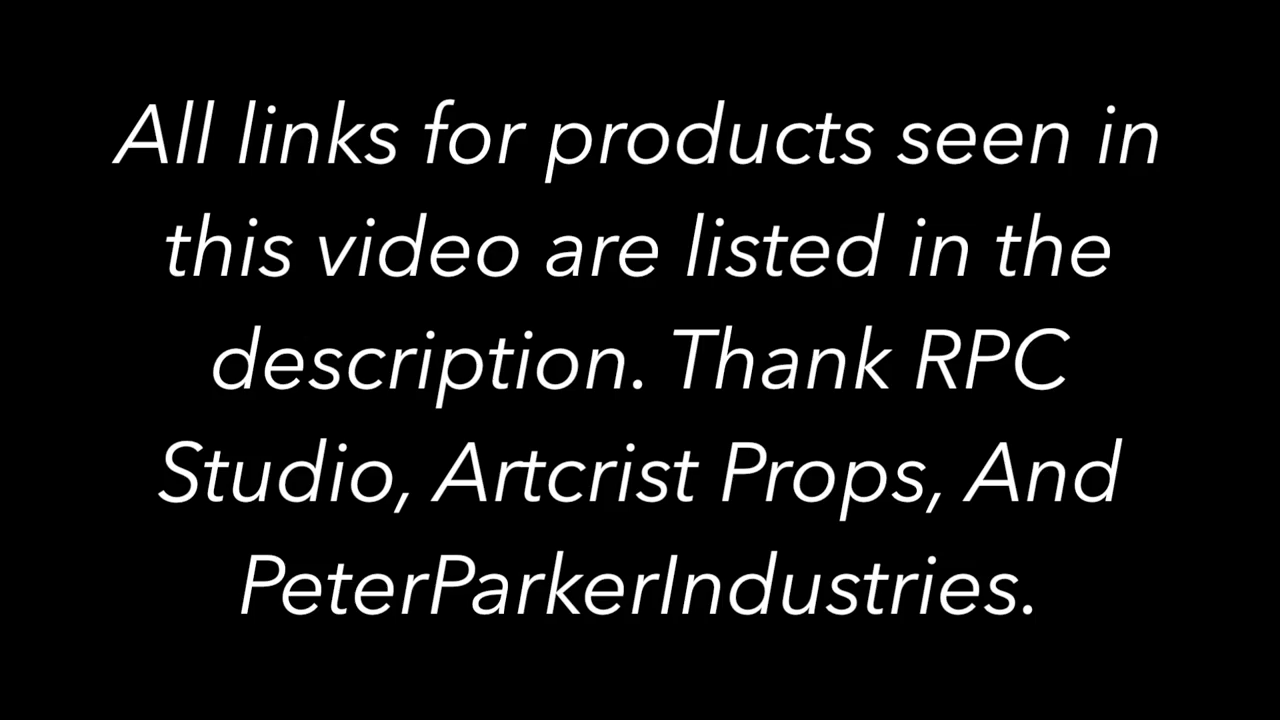 All links for products seen in
this video are listed in the
description. Thank RPC
Studio, Artcrist Props, And
PeterParkerIndustries.